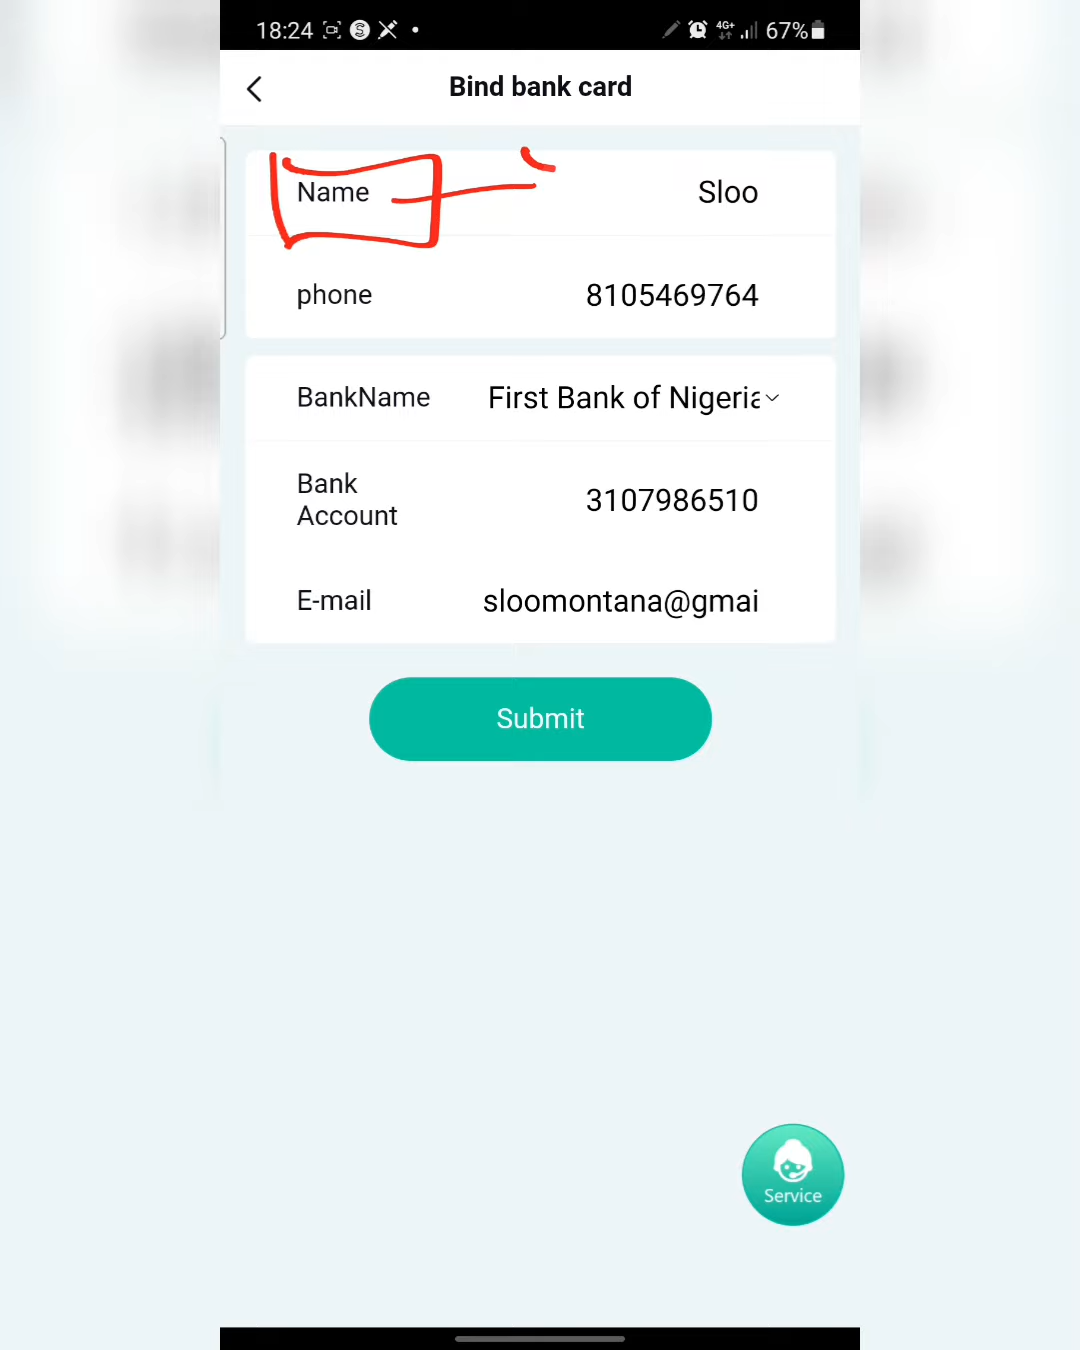 18:24 4G+ 67%
Bind bank card
Name Sloo
phone 8105469764
BankName First Bank of Nigeria
Bank
Account 3107986510
E-mail sloomontana@gmai
Submit
Service